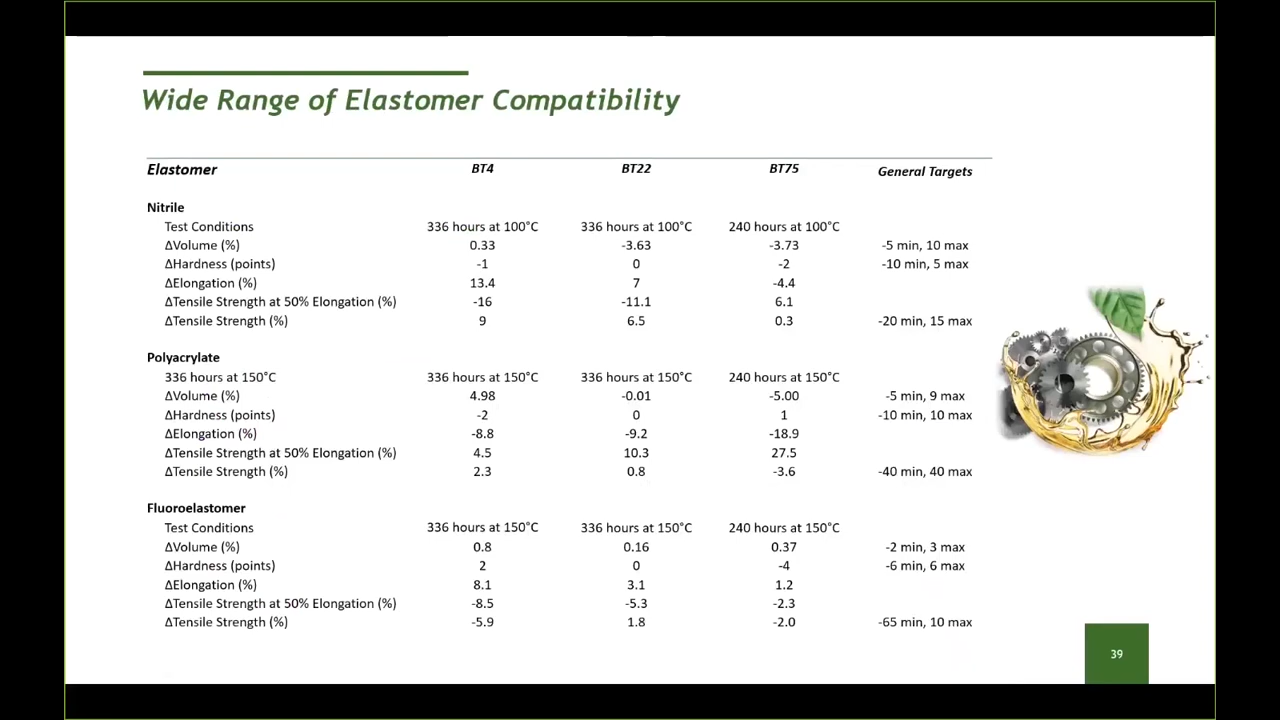 Wide Range of Elastomer Compatibility
Elastomer BT4 BT22 BT75 General Targets
Nitrile
Test Conditions 336 hours at 100°C 336 hours at 100°C 240 hours at 100°C
ΔVolume (%) 0.33 -3.63 -3.73 -5 min, 10 max
ΔHardness (points) -1 0 -2 -10 min, 5 max
ΔElongation (%) 13.4 7 -4.4
ΔTensile Strength at 50% Elongation (%) -16 -11.1 6.1
ΔTensile Strength (%) 9 6.5 0.3 -20 min, 15 max
Polyacrylate
336 hours at 150°C 336 hours at 150°C 336 hours at 150°C 240 hours at 150°C
ΔVolume (%) 4.98 -0.01 -5.00 -5 min, 9 max
ΔHardness (points) -2 0 1 -10 min, 10 max
ΔElongation (%) -8.8 -9.2 -18.9
ΔTensile Strength at 50% Elongation (%) 4.5 10.3 27.5
ΔTensile Strength (%) 2.3 0.8 -3.6 -40 min, 40 max
Fluoroelastomer
Test Conditions 336 hours at 150°C 336 hours at 150°C 240 hours at 150°C
ΔVolume (%) 0.8 0.16 0.37 -2 min, 3 max
ΔHardness (points) 2 0 -4 -6 min, 6 max
ΔElongation (%) 8.1 3.1 1.2
ΔTensile Strength at 50% Elongation (%) -8.5 -5.3 -2.3
ΔTensile Strength (%) -5.9 1.8 -2.0 -65 min, 10 max
39